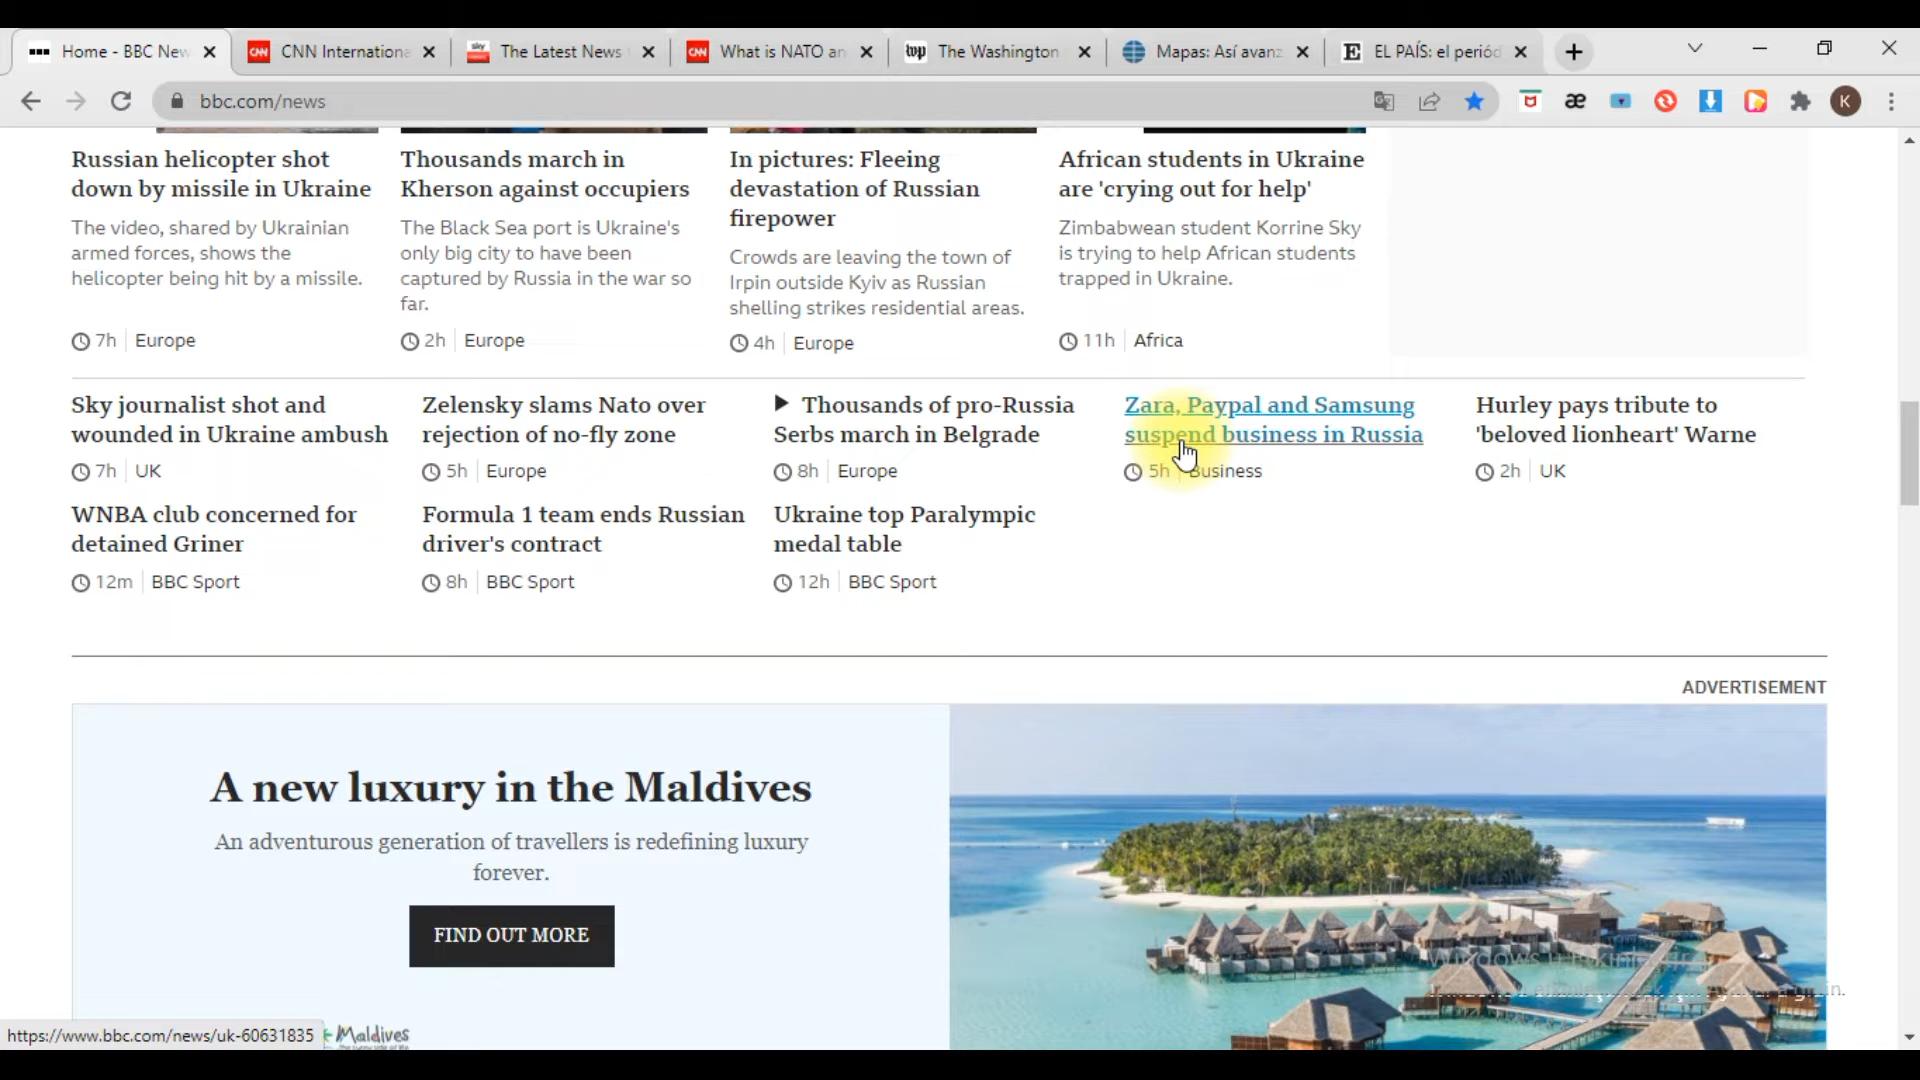 Home - BBC New
CNN Internationa
sky
The Latest News
What is NATO an
wp
The Washington
Mapas: Así avanz
E
EL PAÍS: el periód
bbc.com/news
æ
K
Russian helicopter shot
down by missile in Ukraine
The video, shared by Ukrainian
armed forces, shows the
helicopter being hit by a missile.
7h Europe
Thousands march in
Kherson against occupiers
The Black Sea port is Ukraine's
only big city to have been
captured by Russia in the war so
far.
2h Europe
In pictures: Fleeing
devastation of Russian
firepower
Crowds are leaving the town of
Irpin outside Kyiv as Russian
shelling strikes residential areas.
4h Europe
African students in Ukraine
are 'crying out for help'
Zimbabwean student Korrine Sky
is trying to help African students
trapped in Ukraine.
11h Africa
Sky journalist shot and
wounded in Ukraine ambush
7h UK
Zelensky slams Nato over
rejection of no-fly zone
5h Europe
Thousands of pro-Russia
Serbs march in Belgrade
8h Europe
Zara, Paypal and Samsung
suspend business in Russia
5h Business
Hurley pays tribute to
'beloved lionheart' Warne
2h UK
WNBA club concerned for
detained Griner
12m BBC Sport
Formula 1 team ends Russian
driver's contract
8h BBC Sport
Ukraine top Paralympic
medal table
12h BBC Sport
ADVERTISEMENT
A new luxury in the Maldives
An adventurous generation of travellers is redefining luxury
forever.
FIND OUT MORE
https://www.bbc.com/news/uk-60631835
Maldives